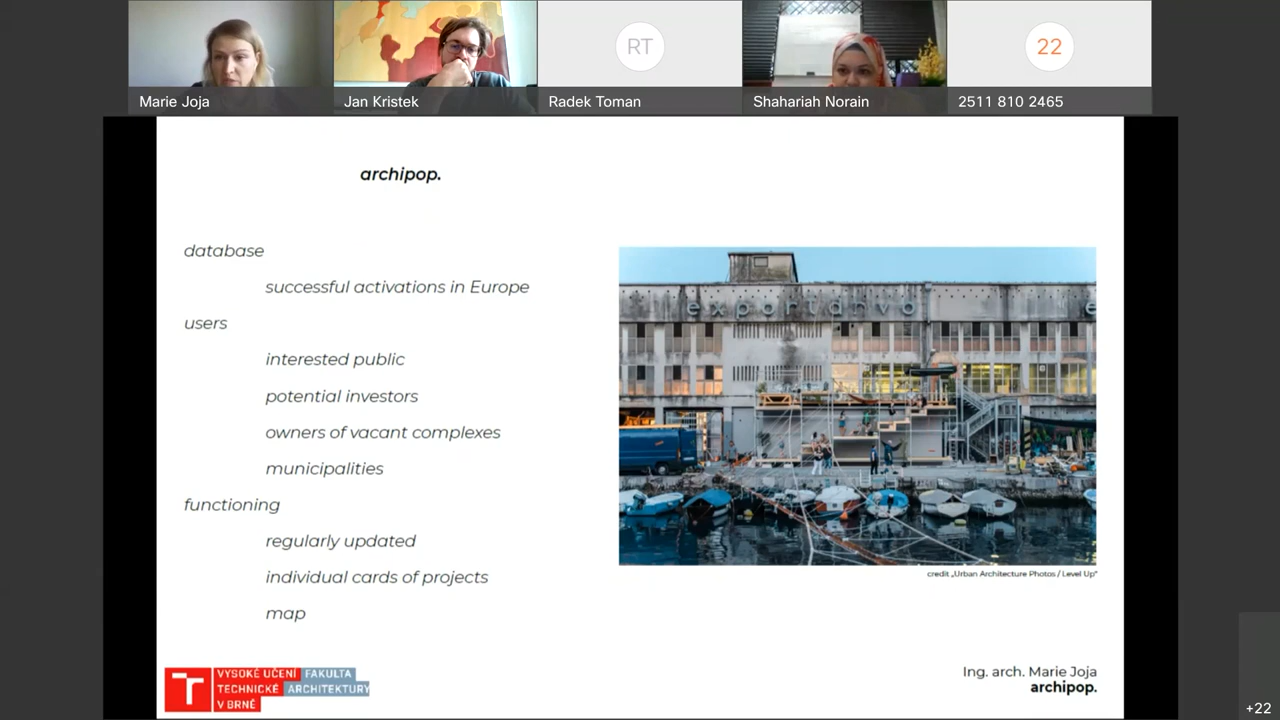 RT
22
Marie Joja
Jan Kristek
Radek Toman
Shahariah Norain
2511 810 2465
archipop.
database
successful activations in Europe
users
interested public
potential investors
owners of vacant complexes
municipalities
functioning
regularly updated
individual cards of projects
map
exportdrvo
e
credit „Urban Architecture Photos / Level Up“
VYSOKÉ UČENÍ FAKULTA
TECHNICKÉ ARCHITEKTURY
V BRNĚ
Ing. arch. Marie Joja
archipop.
+22